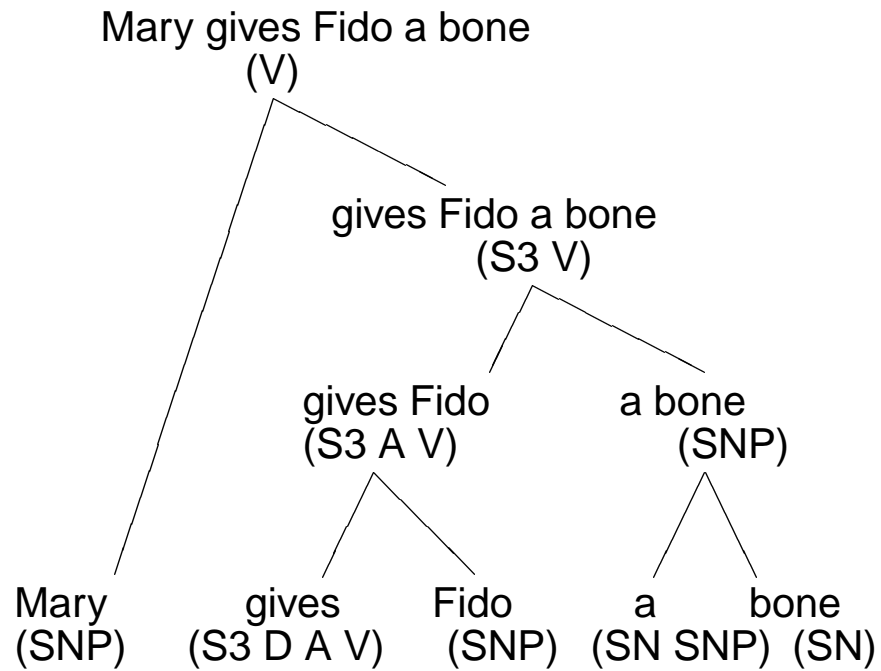 Mary gives Fido a bone
(V)
gives Fido a bone
(S3 V)
gives Fido a bone
(S3 A V) (SNP)
Mary gives Fido a bone
(SNP) (S3 D A V) (SNP) (SN SNP) (SN)